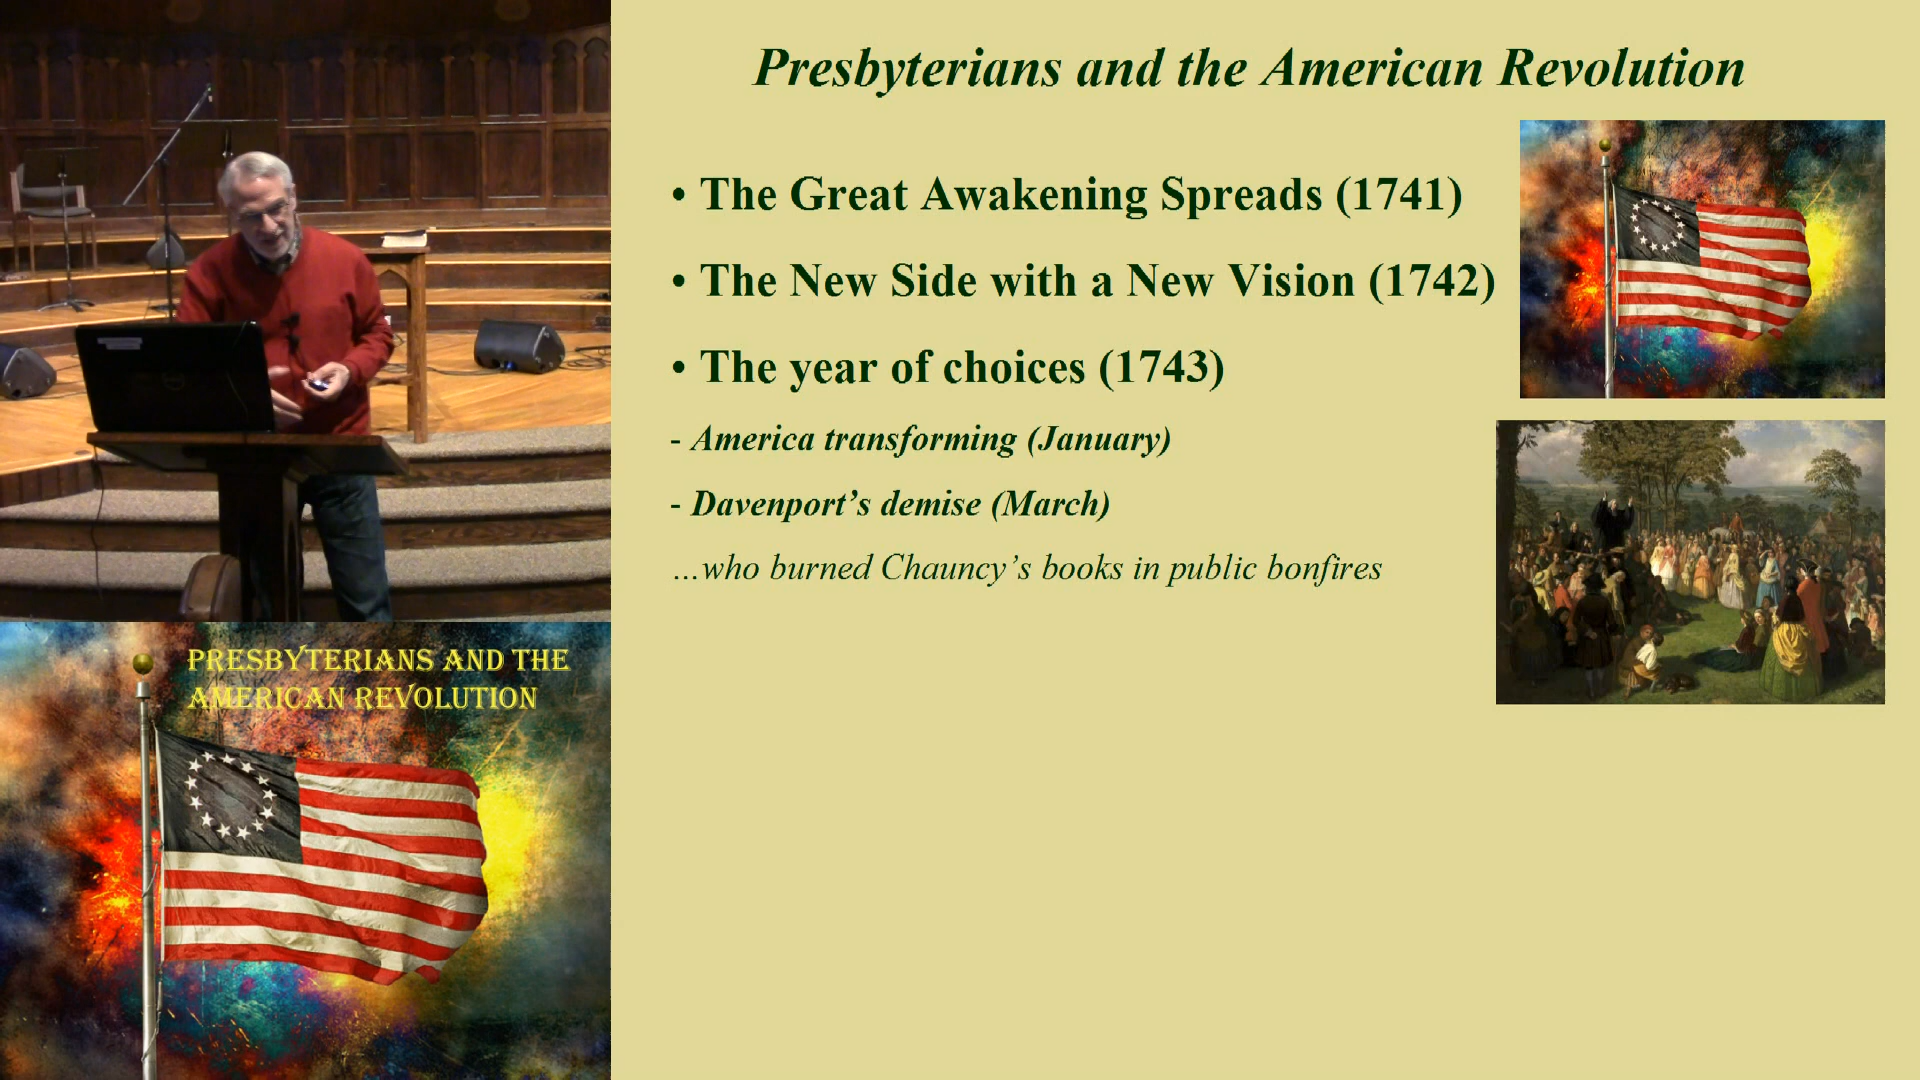 Presbyterians and the American Revolution
• The Great Awakening Spreads (1741)
• The New Side with a New Vision (1742)
• The year of choices (1743)
- America transforming (January)
- Davenport’s demise (March)
…who burned Chauncy’s books in public bonfires
PRESBYTERIANS AND THE
AMERICAN REVOLUTION